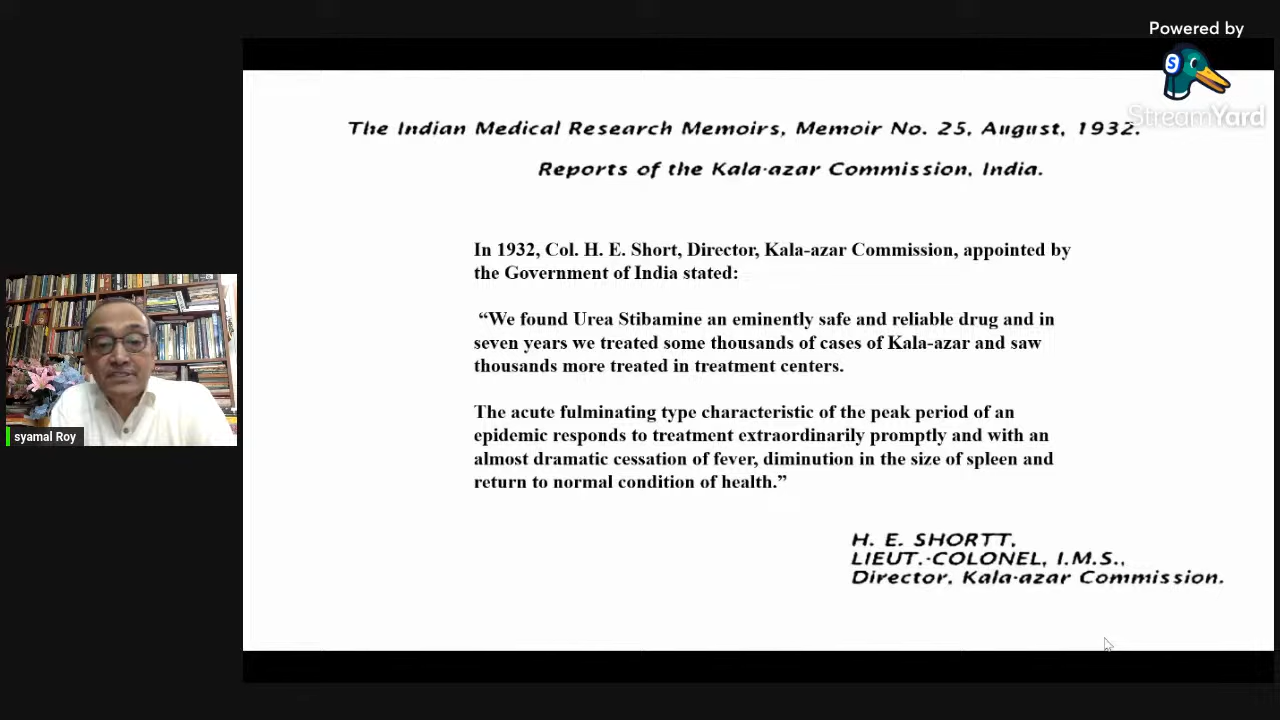 Powered by
S
StreamYard
The Indian Medical Research Memoirs, Memoir No. 25, August, 1932.
Reports of the Kala-azar Commission, India.
In 1932, Col. H. E. Short, Director, Kala-azar Commission, appointed by
the Government of India stated:
“We found Urea Stibamine an eminently safe and reliable drug and in
seven years we treated some thousands of cases of Kala-azar and saw
thousands more treated in treatment centers.
The acute fulminating type characteristic of the peak period of an
epidemic responds to treatment extraordinarily promptly and with an
almost dramatic cessation of fever, diminution in the size of spleen and
return to normal condition of health.”
H. E. SHORTT,
LIEUT.-COLONEL, I.M.S.,
Director, Kala-azar Commission.
syamal Roy